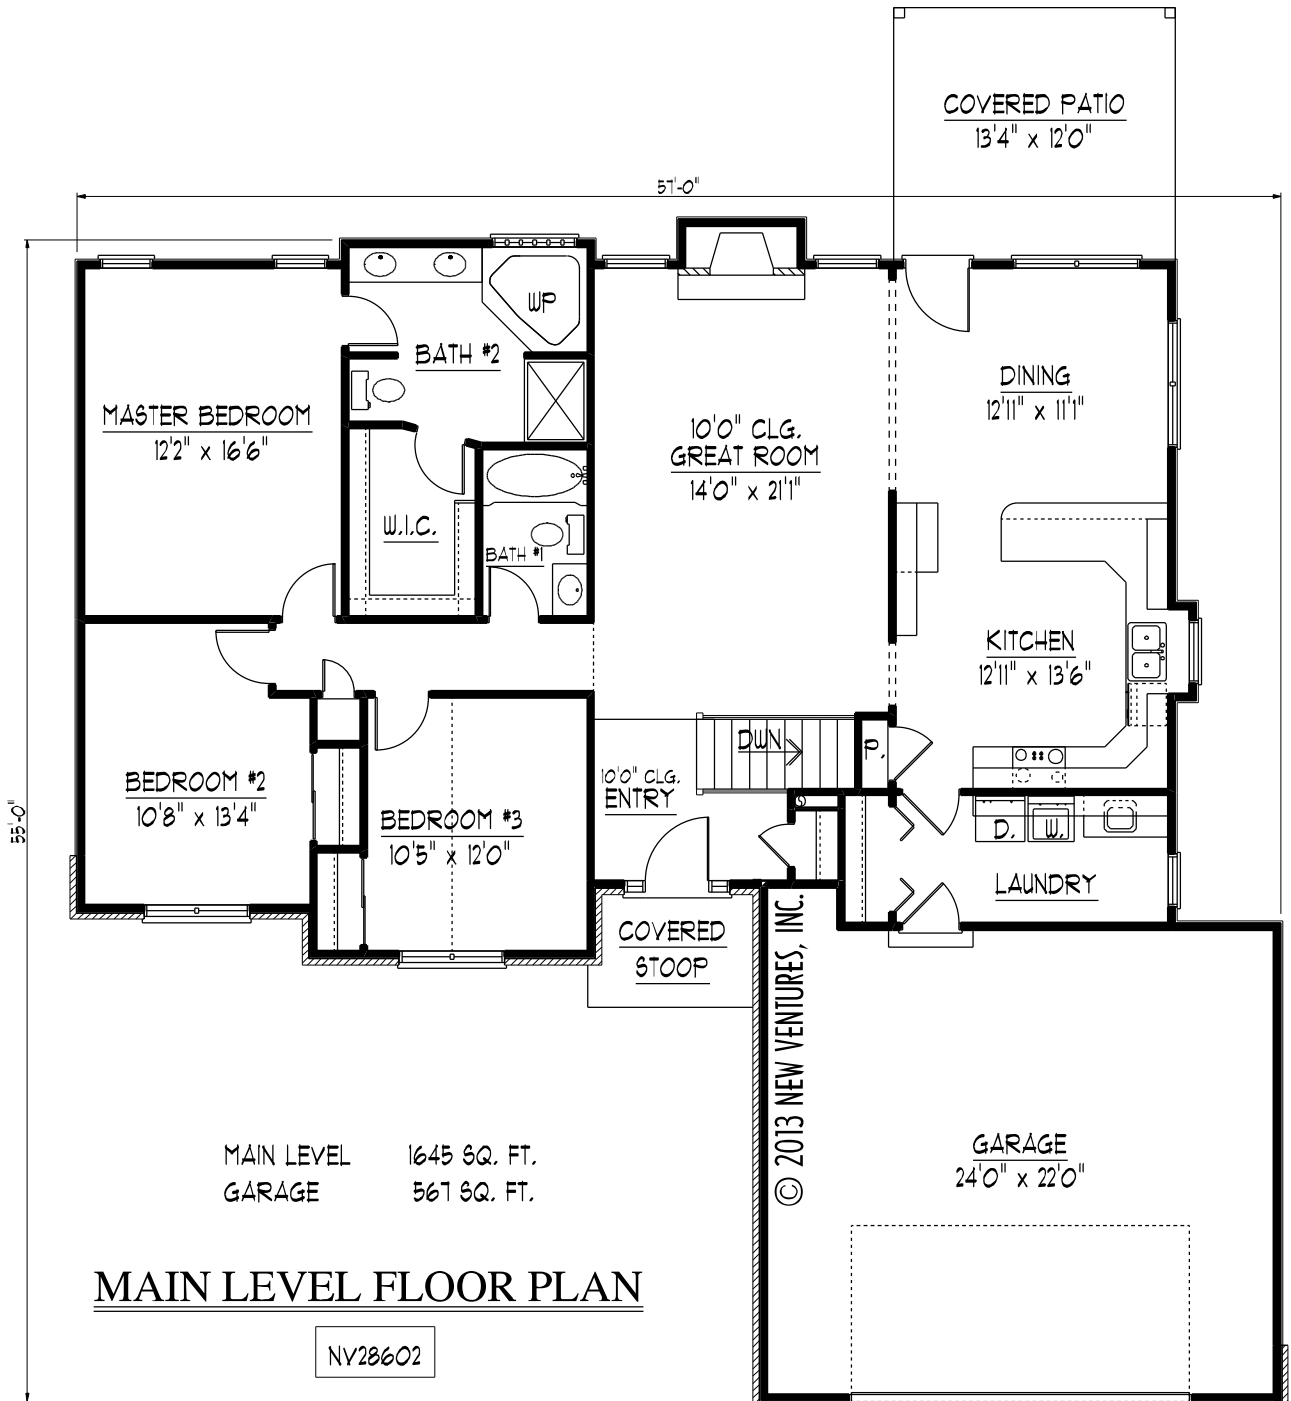 COVERED PATIO
13'4" x 12'0"
57'-0"
WP
BATH #2
MASTER BEDROOM
12'2" x 16'6"
10'0" CLG.
GREAT ROOM
14'0" x 21'1"
DINING
12'11" x 11'1"
W.I.C.
BATH #1
KITCHEN
12'11" x 13'6"
DWN
P.
10'0" CLG.
ENTRY
BEDROOM #2
10'8" x 13'4"
BEDROOM #3
10'5" x 12'0"
D.
W.
LAUNDRY
55'-0"
COVERED
STOOP
© 2013 NEW VENTURES, INC.
GARAGE
24'0" x 22'0"
MAIN LEVEL 1645 SQ. FT.
GARAGE 567 SQ. FT.
MAIN LEVEL FLOOR PLAN
NV28602